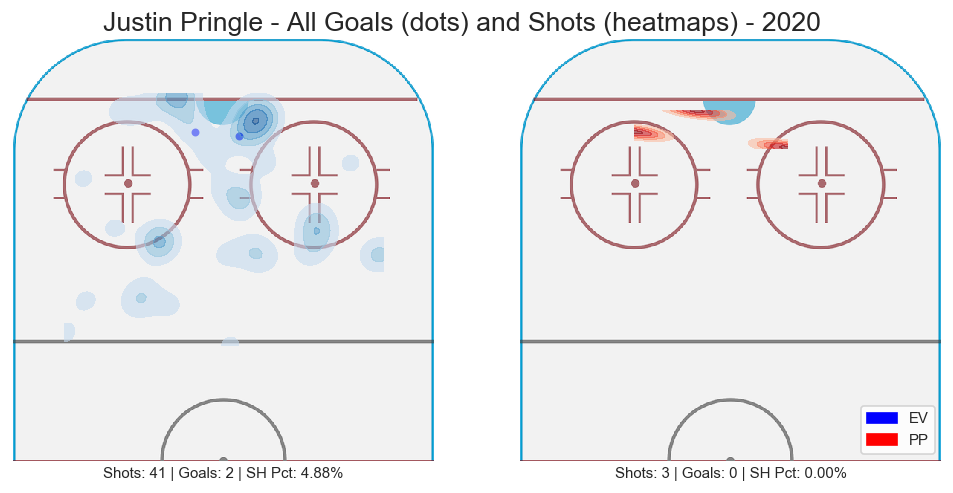 Justin Pringle - All Goals (dots) and Shots (heatmaps) - 2020
EV
PP
Shots: 41 | Goals: 2 | SH Pct: 4.88%
Shots: 3 | Goals: 0 | SH Pct: 0.00%